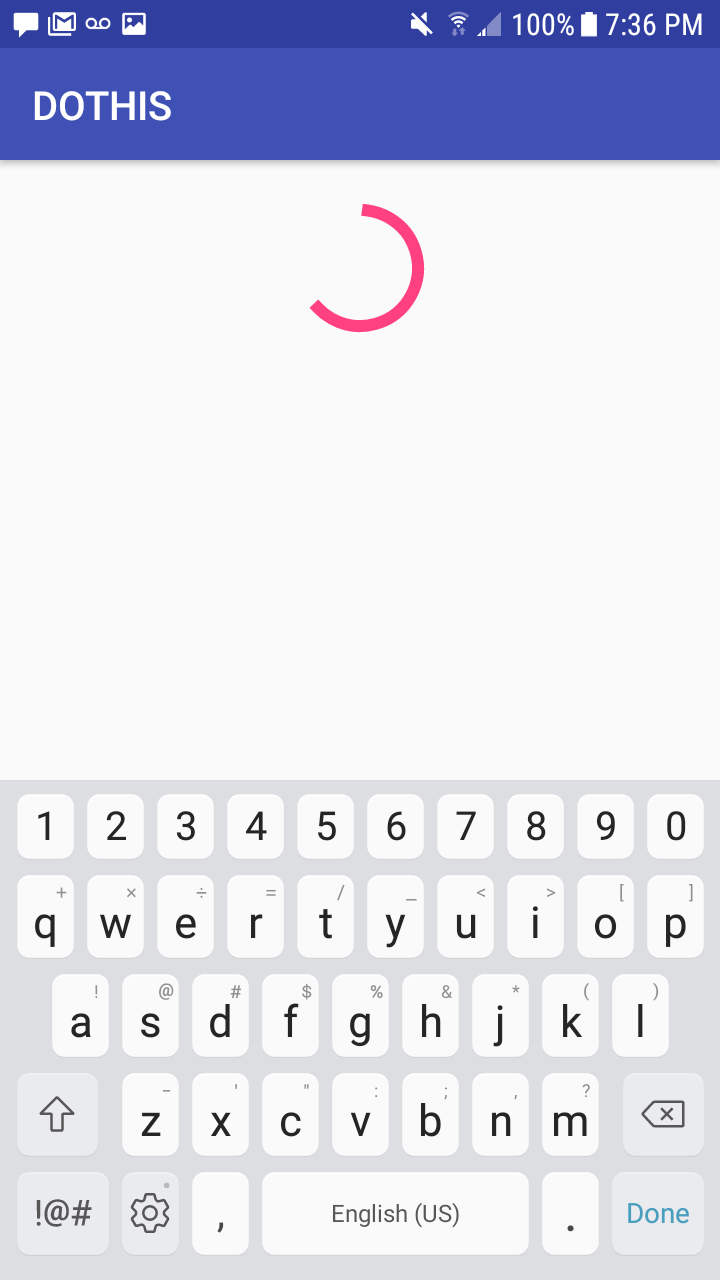 100% 7:36 PM
DOTHIS
1 2 3 4 5 6 7 8 9 0
+ × ÷ = / _ < > [ ]
q w e r t y u i o p
! @ # $ % & * ( )
a s d f g h j k l
- ' " : ; , ?
z x c v b n m
!@# , English (US) . Done